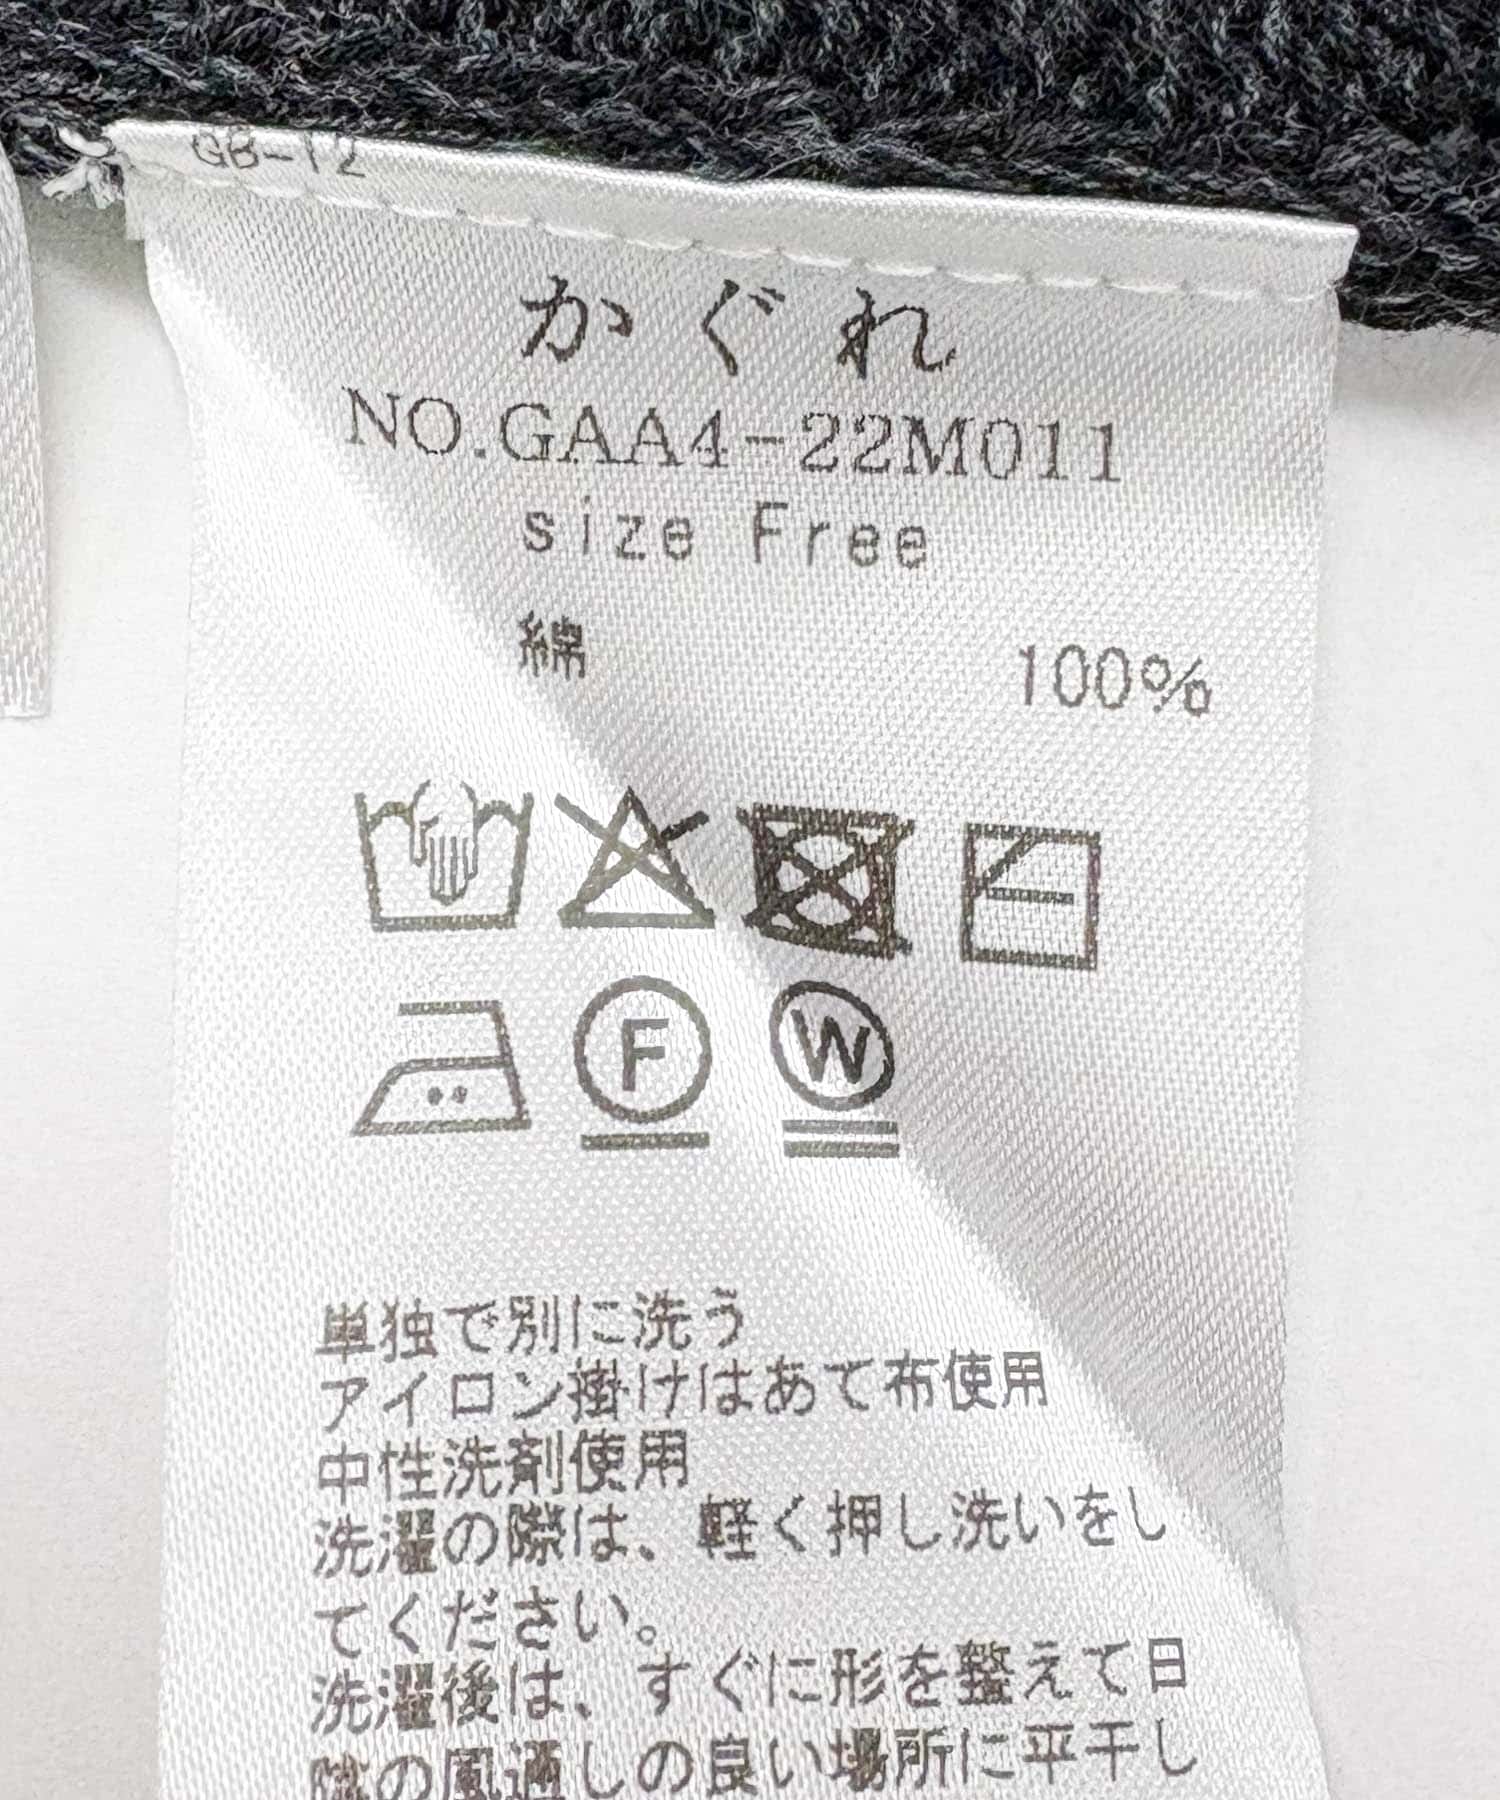 GB-12
かぐれ
NO.GAA4-22M011
size Free
綿 100%
F W
単独で別に洗う
アイロン掛けはあて布使用
中性洗剤使用
洗濯の際は、軽く押し洗いをし
てください。
洗濯後は、すぐに形を整えて日
陰の風通しの良い場所に平干し